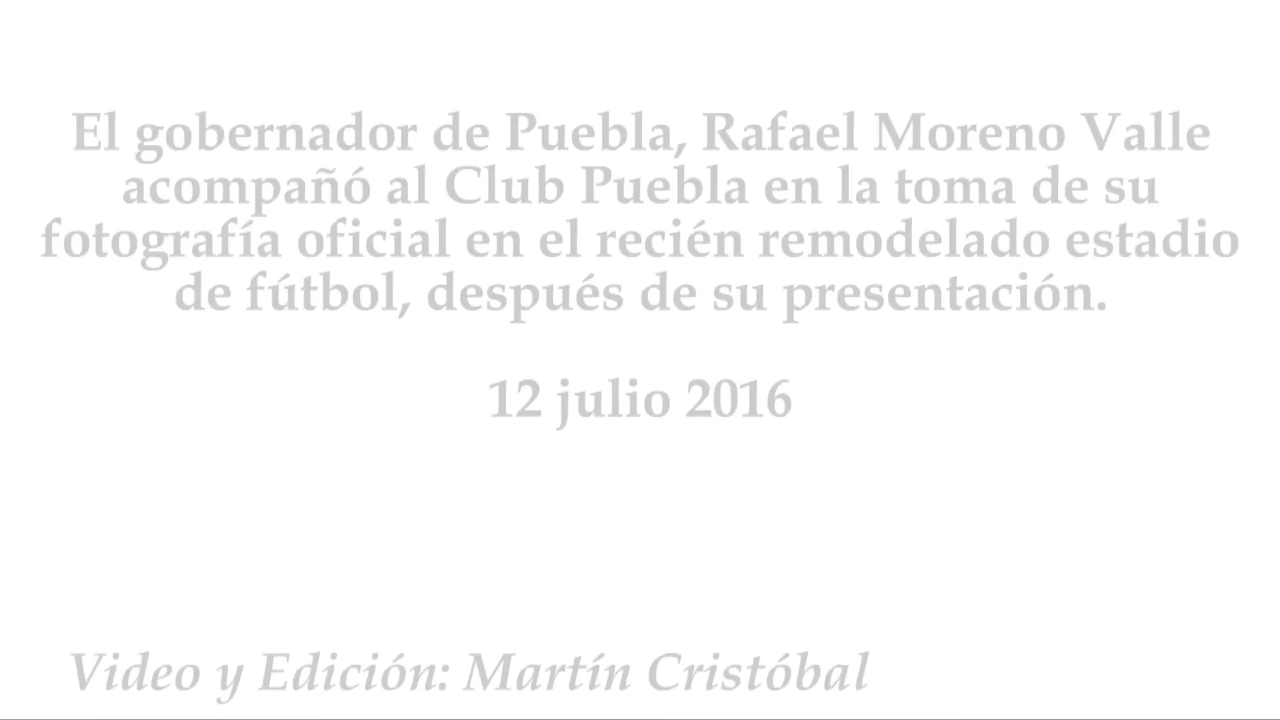 El gobernador de Puebla, Rafael Moreno Valle
acompañó al Club Puebla en la toma de su
fotografía oficial en el recién remodelado estadio
de fútbol, después de su presentación.
12 julio 2016
Video y Edición: Martín Cristóbal